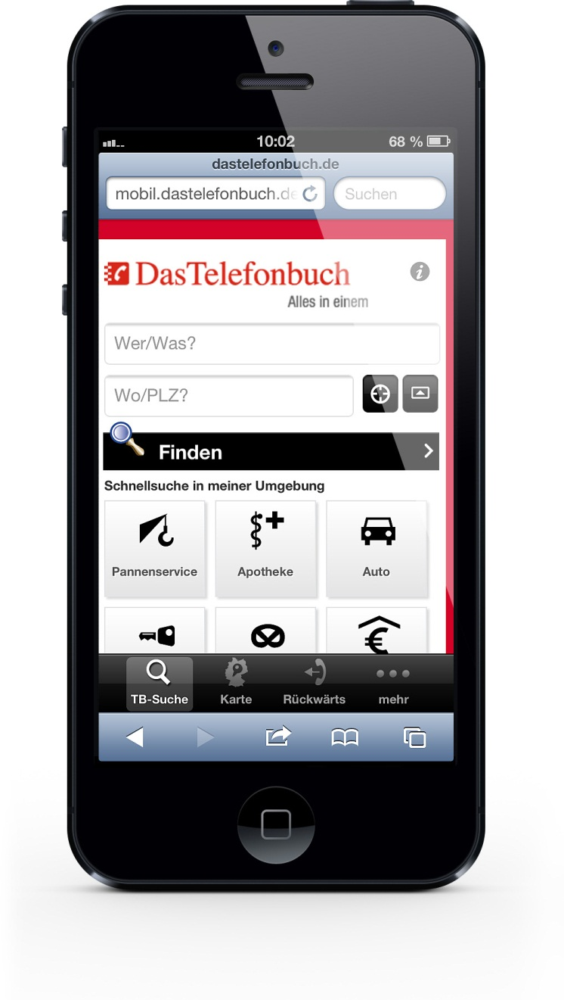 10:02
68 %
dastelefonbuch.de
mobil.dastelefonbuch.de
Suchen
DasTelefonbuch
i
Alles in einem
Wer/Was?
Wo/PLZ?
Finden
Schnellsuche in meiner Umgebung
Pannenservice Apotheke Auto
€
TB-Suche Karte Rückwärts mehr